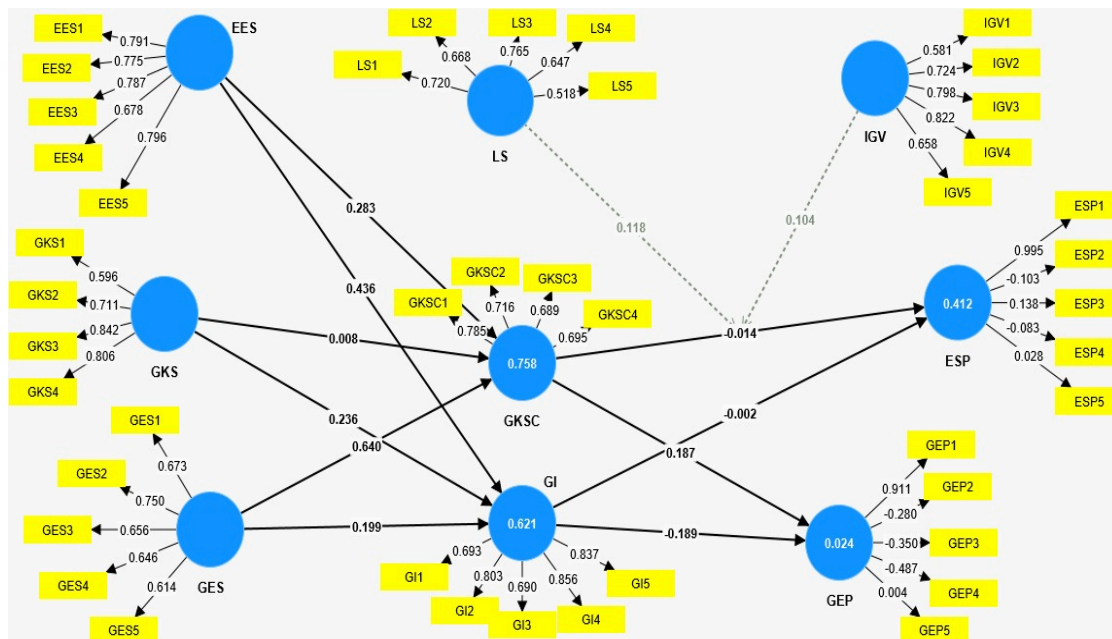 EES1
0.791
EES2
0.775
EES3
0.787
EES4
0.678
EES5
0.796
EES
LS1
0.720
LS2
0.668
LS3
0.765
LS4
0.647
LS5
0.518
LS
IGV1
0.581
IGV2
0.724
IGV3
0.798
IGV4
0.822
IGV5
0.658
IGV
0.283
0.436
0.118
0.104
GKS1
0.596
GKS2
0.711
GKS3
0.842
GKS4
0.806
GKS
0.008
0.236
GKSC1
0.785
GKSC2
0.716
GKSC3
0.689
GKSC4
0.695
0.758
GKSC
-0.014
-0.002
0.187
ESP1
0.995
ESP2
-0.103
ESP3
0.138
ESP4
-0.083
ESP5
0.028
0.412
ESP
GES1
0.673
GES2
0.750
GES3
0.656
GES4
0.646
GES5
0.614
GES
0.640
0.199
GI
0.621
GI1
0.693
GI2
0.803
GI3
0.690
GI4
0.856
GI5
0.837
-0.189
GEP1
0.911
GEP2
-0.280
GEP3
-0.350
GEP4
-0.487
GEP5
0.004
0.024
GEP